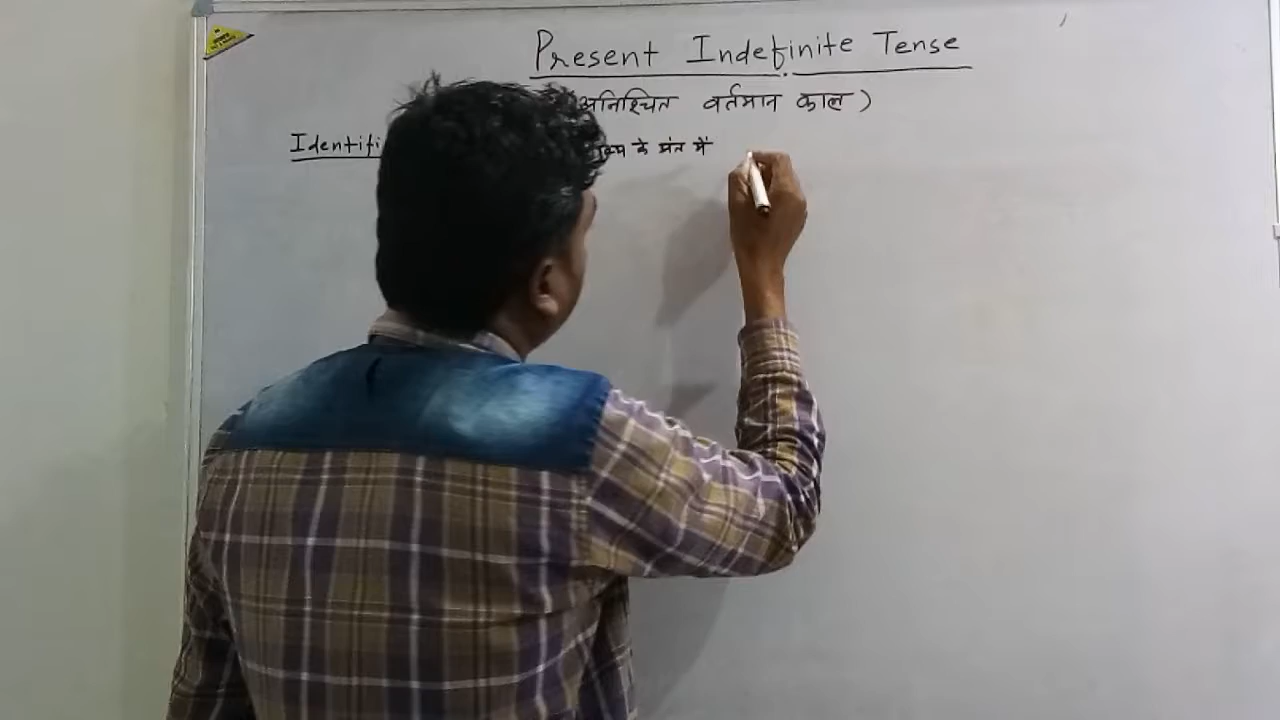 Present Indefinite Tense
अनिश्चित वर्तमान काल )
Identifi
के अंत में